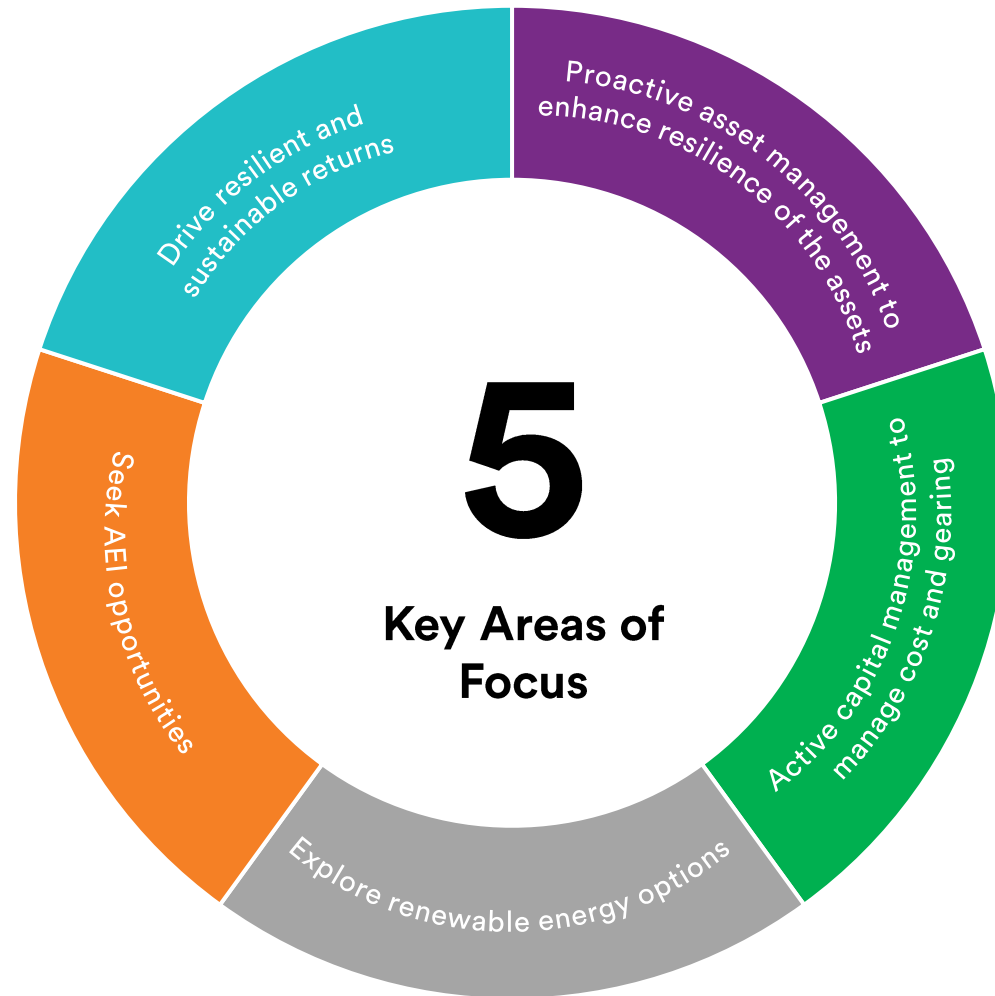 5
Key Areas of
Focus
Proactive asset management to
enhance resilience of the assets
Active capital management to
manage cost and gearing
Explore renewable energy options
Seek AEI opportunities
Drive resilient and
sustainable returns